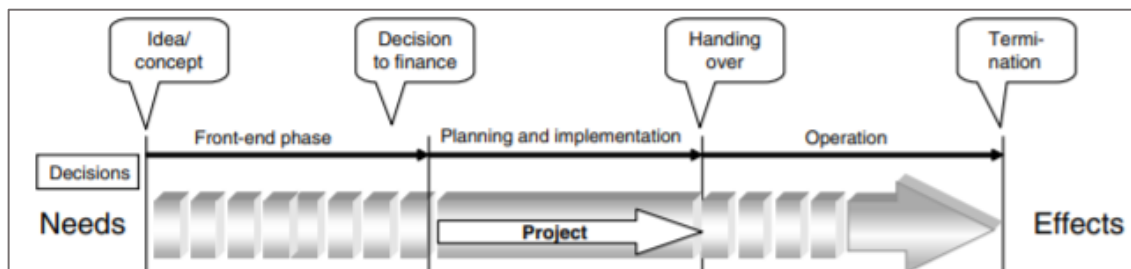 Idea/
concept
Decision
to finance
Handing
over
Termi-
nation
Front-end phase
Planning and implementation
Operation
Decisions
Needs
Project
Effects